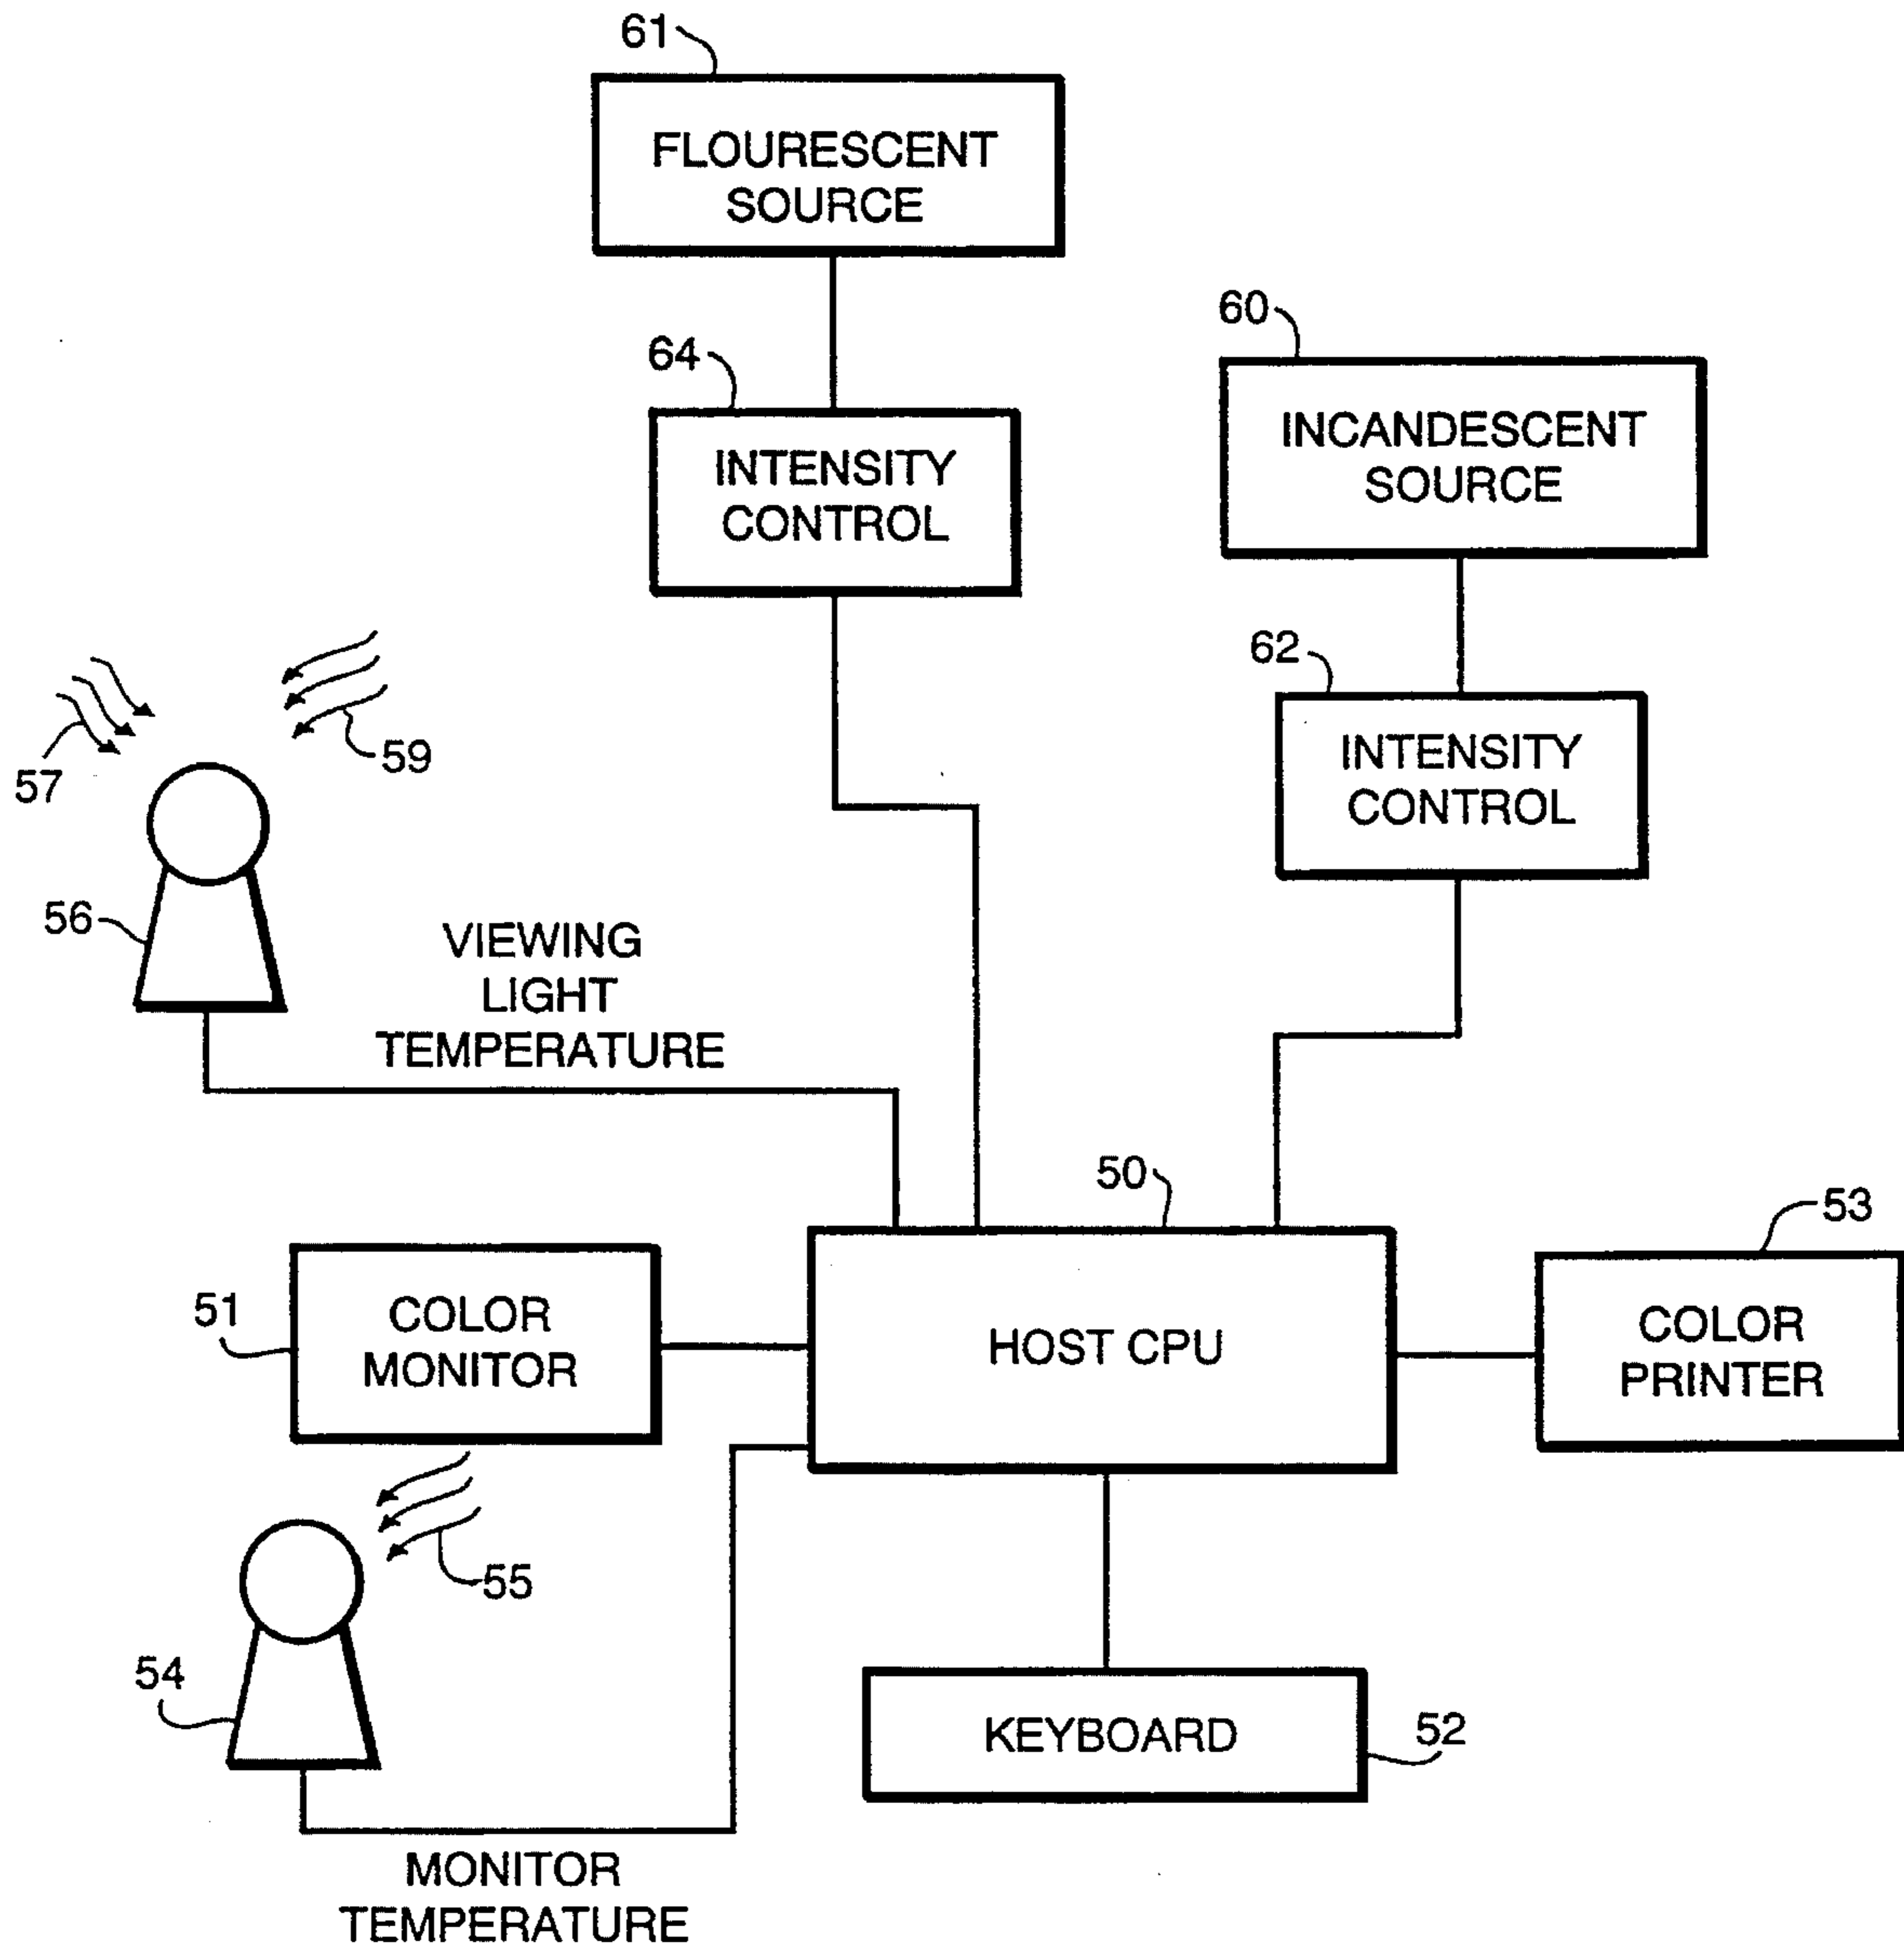 61
FLOURESCENT
SOURCE
64
INTENSITY
CONTROL
60
INCANDESCENT
SOURCE
62
INTENSITY
CONTROL
57
59
56
VIEWING
LIGHT
TEMPERATURE
50
HOST CPU
51
COLOR
MONITOR
53
COLOR
PRINTER
55
54
MONITOR
TEMPERATURE
KEYBOARD
52